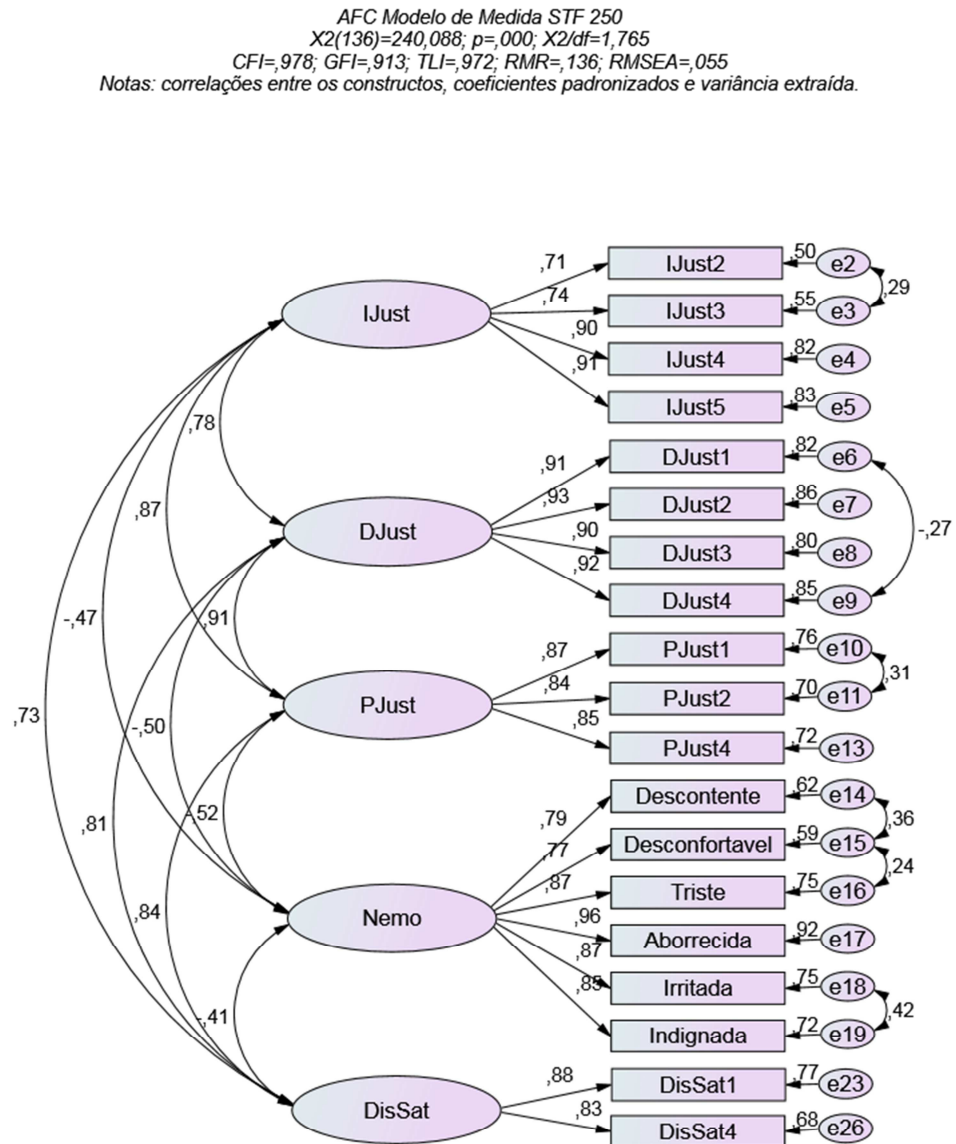 AFC Modelo de Medida STF 250
X2(136)=240,088; p=,000; X2/df=1,765
CFI=,978; GFI=,913; TLI=,972; RMR=,136; RMSEA=,055
Notas: correlações entre os constructos, coeficientes padronizados e variância extraída.
,71 IJust2 ,50 e2
,29
IJust ,74 IJust3 ,55 e3
,90 IJust4 ,82 e4
,91 IJust5 ,83 e5
,78
,91 DJust1 ,82 e6
,87
,93 DJust2 ,86 e7
-,27
DJust ,90 DJust3 ,80 e8
,92 DJust4 ,85 e9
-,47 ,91
,87 PJust1 ,76 e10
,31
,84 PJust2 ,70 e11
PJust ,85 PJust4 ,72 e13
,73 -,50
,79 Descontente ,62 e14
,36
,81 -,52
,77 Desconfortavel ,59 e15
,24
,87 Triste ,75 e16
,84
Nemo ,96 Aborrecida ,92 e17
,87 Irritada ,75 e18
,42
,85 Indignada ,72 e19
-,41
,88 DisSat1 ,77 e23
DisSat ,83 DisSat4 ,68 e26